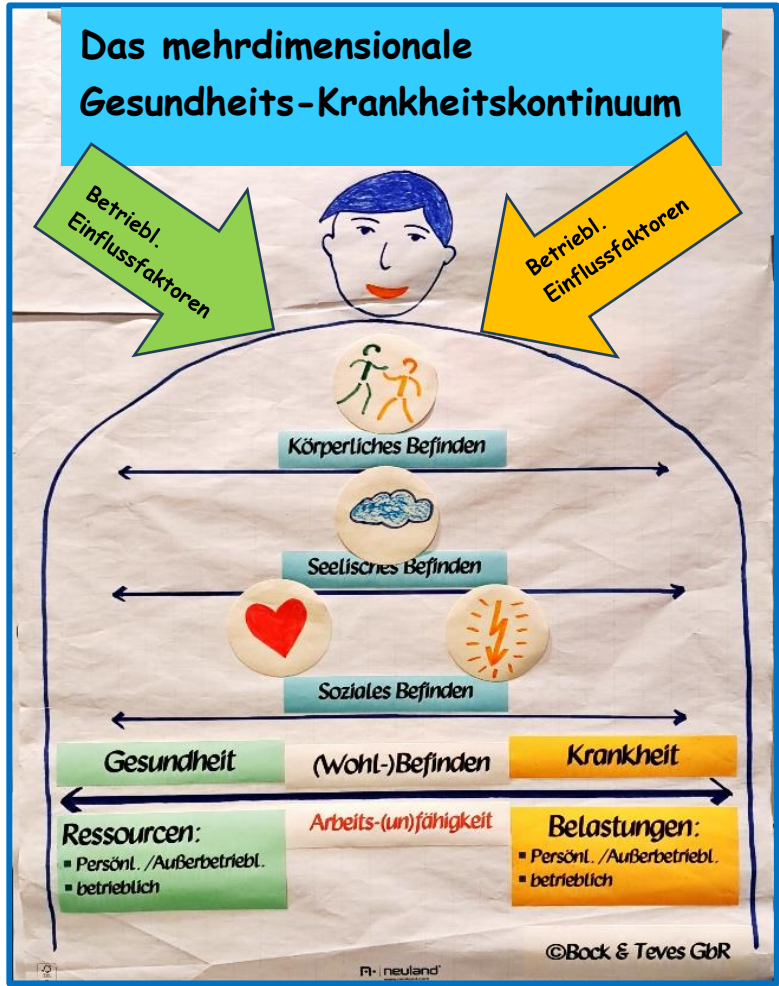 Das mehrdimensionale
Gesundheits-Krankheitskontinuum
Betriebl.
Einflussfaktoren
Betriebl.
Einflussfaktoren
Körperliches Befinden
Seelisches Befinden
Soziales Befinden
Gesundheit
(Wohl-)Befinden
Krankheit
Ressourcen:
▪ Persönl. /Außerbetriebl.
▪ betrieblich
Arbeits-(un)fähigkeit
Belastungen:
▪ Persönl. /Außerbetriebl.
▪ betrieblich
©Bock & Teves GbR
neuland